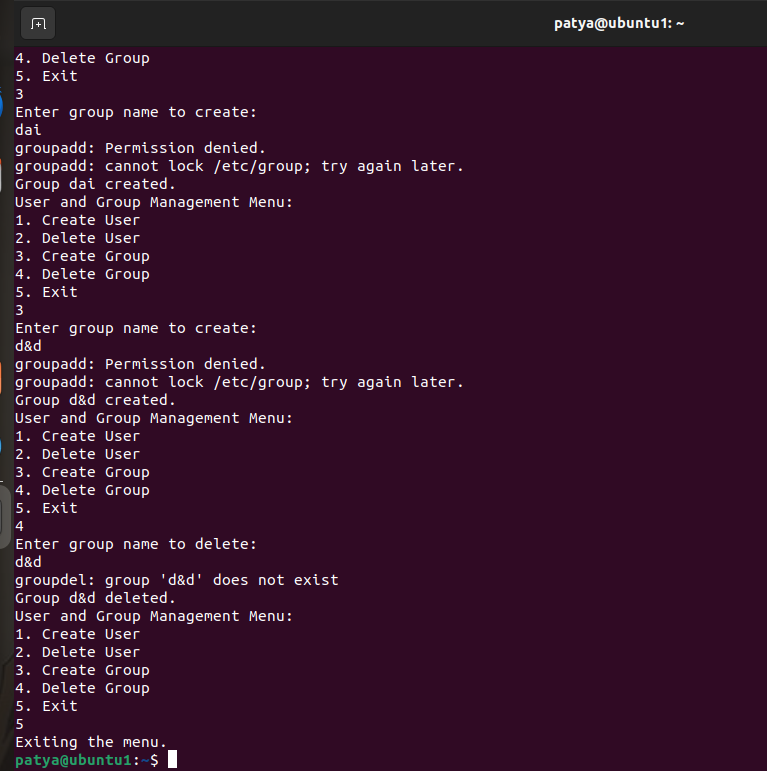 patya@ubuntu1: ~
4. Delete Group
5. Exit
3
Enter group name to create:
dai
groupadd: Permission denied.
groupadd: cannot lock /etc/group; try again later.
Group dai created.
User and Group Management Menu:
1. Create User
2. Delete User
3. Create Group
4. Delete Group
5. Exit
3
Enter group name to create:
d&d
groupadd: Permission denied.
groupadd: cannot lock /etc/group; try again later.
Group d&d created.
User and Group Management Menu:
1. Create User
2. Delete User
3. Create Group
4. Delete Group
5. Exit
4
Enter group name to delete:
d&d
groupdel: group 'd&d' does not exist
Group d&d deleted.
User and Group Management Menu:
1. Create User
2. Delete User
3. Create Group
4. Delete Group
5. Exit
5
Exiting the menu.
patya@ubuntu1:~$